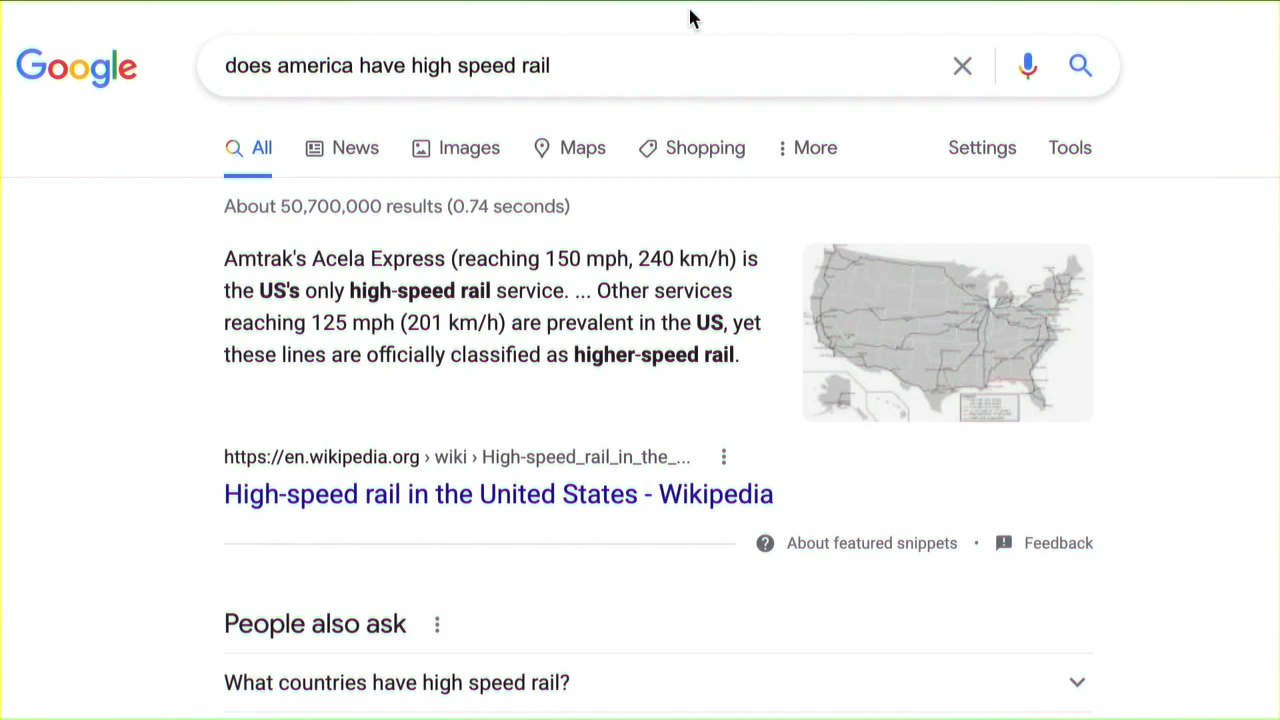 Google
does america have high speed rail
All News Images Maps Shopping More Settings Tools
About 50,700,000 results (0.74 seconds)
Amtrak's Acela Express (reaching 150 mph, 240 km/h) is
the US's only high-speed rail service. ... Other services
reaching 125 mph (201 km/h) are prevalent in the US, yet
these lines are officially classified as higher-speed rail.
https://en.wikipedia.org › wiki › High-speed_rail_in_the_...
High-speed rail in the United States - Wikipedia
About featured snippets • Feedback
People also ask
What countries have high speed rail?